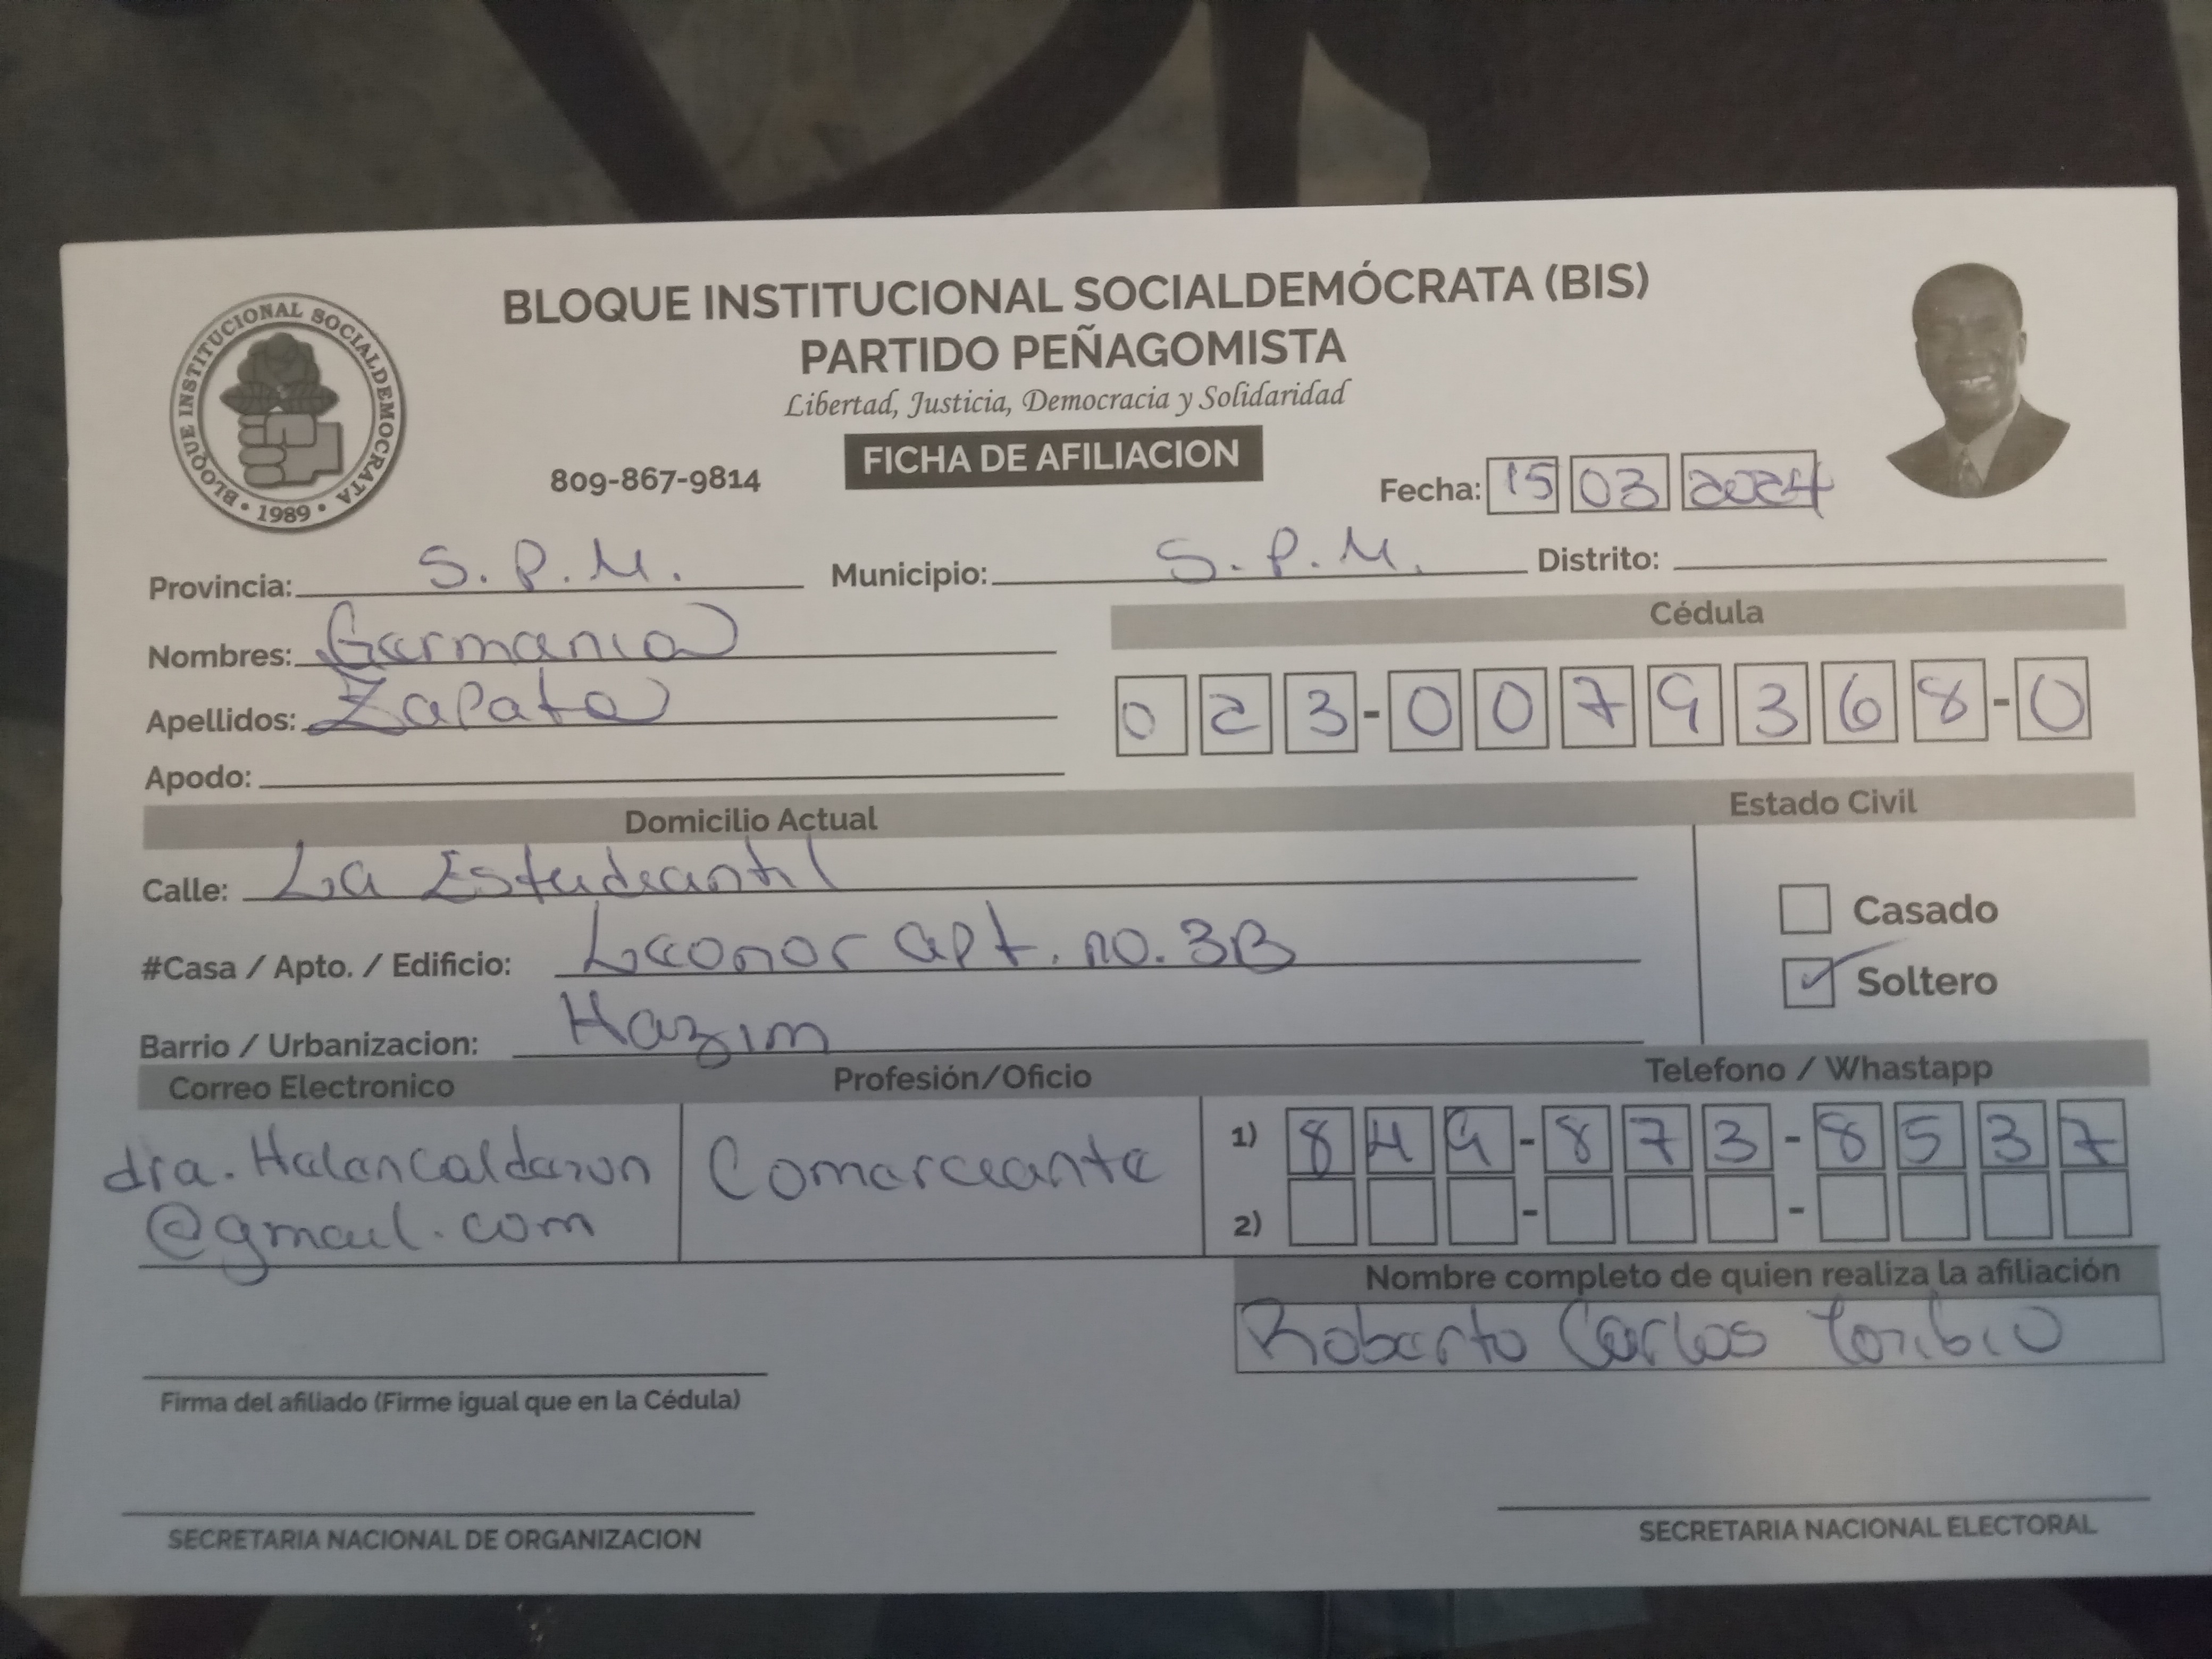 BLOQUE INSTITUCIONAL SOCIALDEMOCRATA
• 1989 •
BLOQUE INSTITUCIONAL SOCIALDEMÓCRATA (BIS)
PARTIDO PEÑAGOMISTA
Libertad, Justicia, Democracia y Solidaridad
809-867-9814 FICHA DE AFILIACION Fecha: 15 03 2024
Provincia: S.P.M. Municipio: S.P.M. Distrito:
Nombres: Germania
Cédula
Apellidos: Zapata
023-0079368-0
Apodo:
Domicilio Actual Estado Civil
Calle: La Estudiantil
Casado
#Casa / Apto. / Edificio: Leonor apt. no. 3B
Soltero
Barrio / Urbanizacion: Hazim
Correo Electronico Profesión/Oficio Telefono / Whastapp
dra.Helencalderon
@gmail.com
Comerciante
1) 849-873-8537
2) - -
Nombre completo de quien realiza la afiliación
Roberto Carlos Toribio
Firma del afiliado (Firme igual que en la Cédula)
SECRETARIA NACIONAL DE ORGANIZACION SECRETARIA NACIONAL ELECTORAL